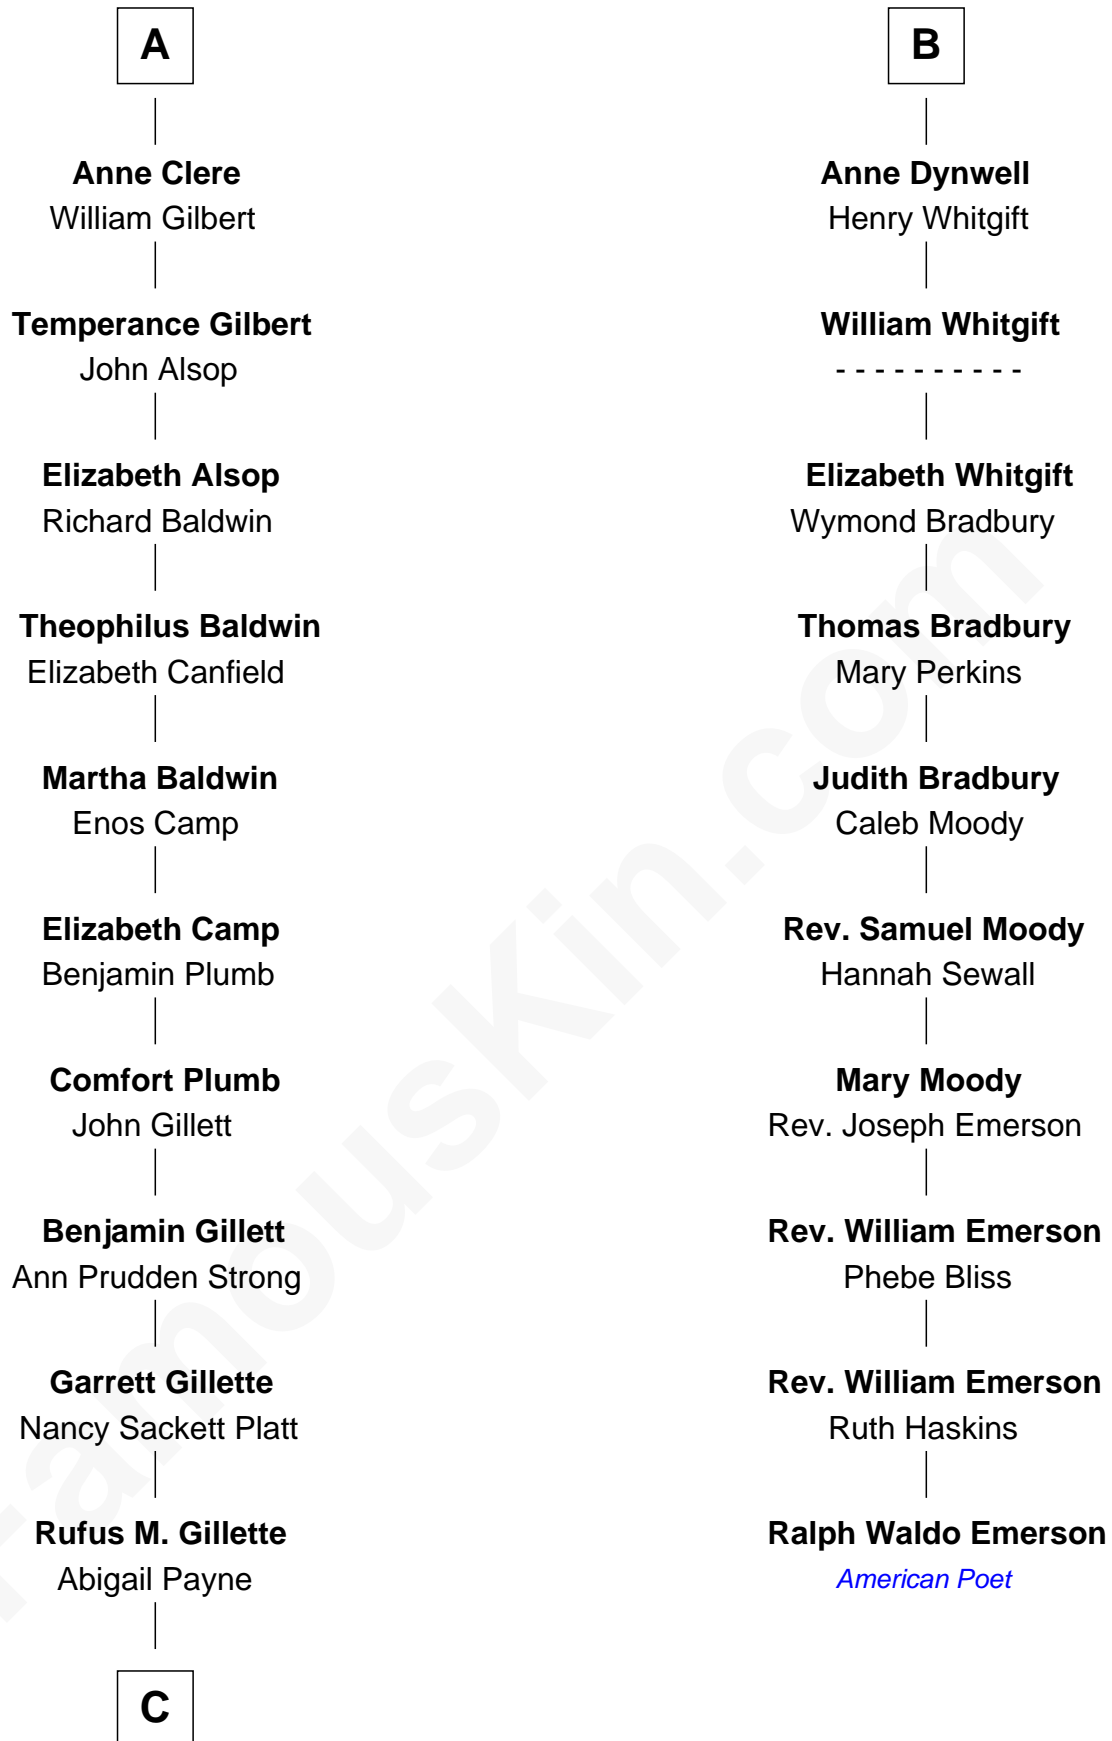 A
Anne Clere
William Gilbert
Temperance Gilbert
John Alsop
Elizabeth Alsop
Richard Baldwin
Theophilus Baldwin
Elizabeth Canfield
Martha Baldwin
Enos Camp
Elizabeth Camp
Benjamin Plumb
Comfort Plumb
John Gillett
Benjamin Gillett
Ann Prudden Strong
Garrett Gillette
Nancy Sackett Platt
Rufus M. Gillette
Abigail Payne
C
B
Anne Dynwell
Henry Whitgift
William Whitgift
- - - - - - - - - -
Elizabeth Whitgift
Wymond Bradbury
Thomas Bradbury
Mary Perkins
Judith Bradbury
Caleb Moody
Rev. Samuel Moody
Hannah Sewall
Mary Moody
Rev. Joseph Emerson
Rev. William Emerson
Phebe Bliss
Rev. William Emerson
Ruth Haskins
Ralph Waldo Emerson
American Poet
FamousKin.com